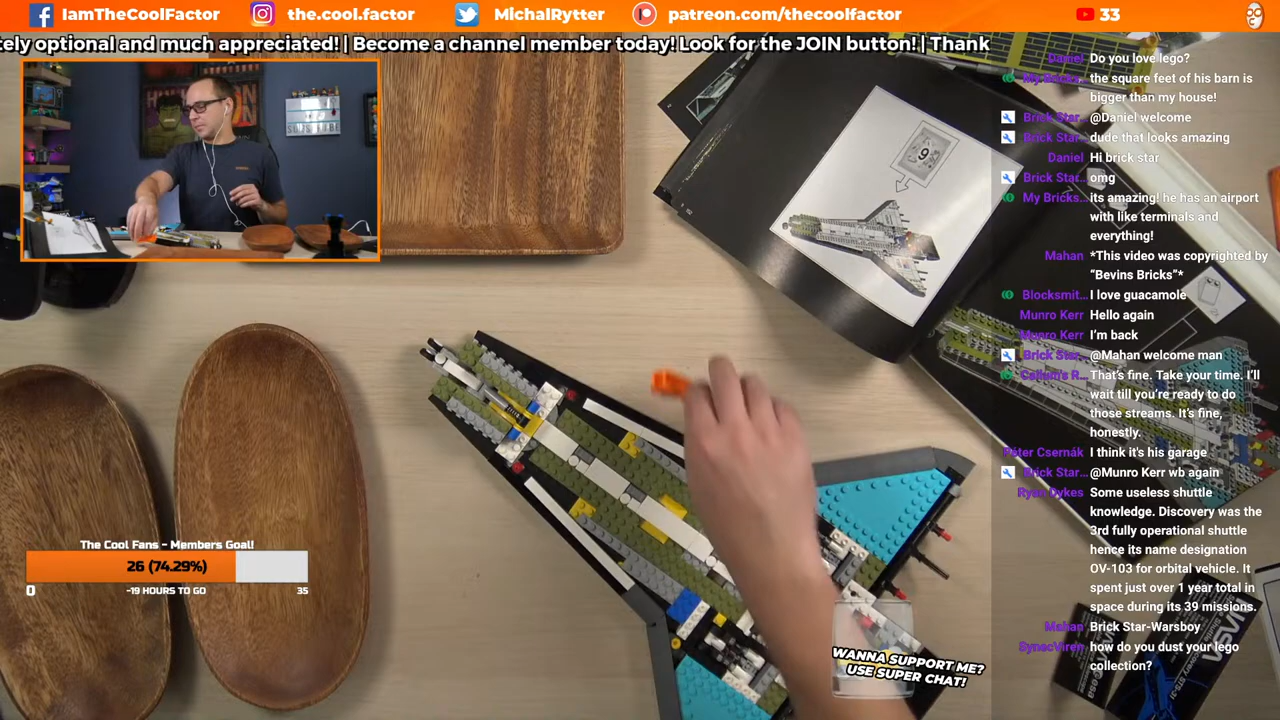 IamTheCoolFactor the.cool.factor MichalRytter patreon.com/thecoolfactor 33
tely optional and much appreciated! | Become a channel member today! Look for the JOIN button! | Thank
Daniel Do you love lego?
My Bricks... the square feet of his barn is
bigger than my house!
Brick Star... @Daniel welcome
Brick Star... dude that looks amazing
Daniel Hi brick star
Brick Star... omg
My Bricks... its amazing! he has an airport
with like terminals and
everything!
Mahan *This video was copyrighted by
“Bevins Bricks”*
Blocksmit... I love guacamole
Munro Kerr Hello again
Munro Kerr I’m back
Brick Star... @Mahan welcome man
Callum's R... That’s fine. Take your time. I’ll
wait till you’re ready to do
those streams. It’s fine,
honestly.
Péter Csernák I think it's his garage
Brick Star... @Munro Kerr wb again
Ryan Dykes Some useless shuttle
knowledge. Discovery was the
3rd fully operational shuttle
hence its name designation
OV-103 for orbital vehicle. It
spent just over 1 year total in
space during its 39 missions.
Mahan Brick Star-Warsboy
SynecViren how do you dust your lego
collection?
9
The Cool Fans - Members Goal!
26 (74.29%)
0 -19 HOURS TO GO 35
WANNA SUPPORT ME?
USE SUPER CHAT!
NASA